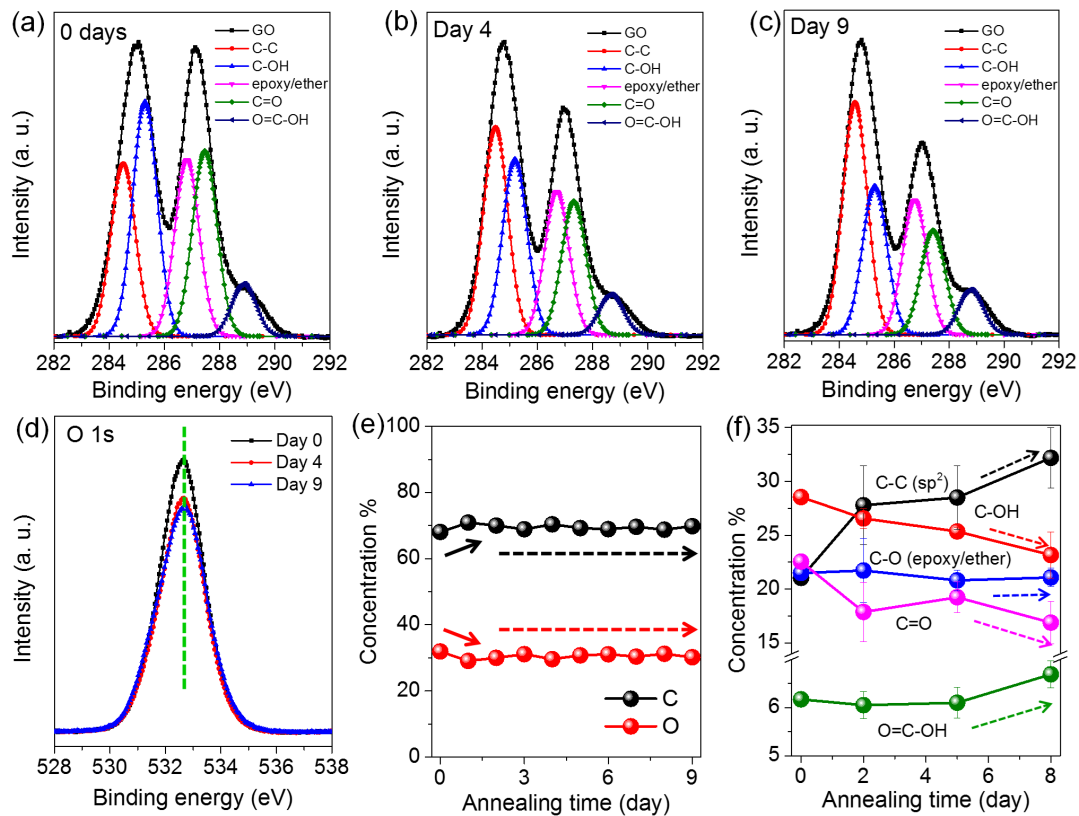 (a) 0 days
GO
C-C
C-OH
epoxy/ether
C=O
O=C-OH
Intensity (a. u.)
282 284 286 288 290 292
Binding energy (eV)
(b) Day 4
GO
C-C
C-OH
epoxy/ether
C=O
O=C-OH
Intensity (a. u.)
282 284 286 288 290 292
Binding energy (eV)
(c) Day 9
GO
C-C
C-OH
epoxy/ether
C=O
O=C-OH
Intensity (a. u.)
282 284 286 288 290 292
Binding energy (eV)
(d) O 1s
Day 0
Day 4
Day 9
Intensity (a. u.)
528 530 532 534 536 538
Binding energy (eV)
(e)
100
80
60
40
20
0
Concentration %
C
O
0 3 6 9
Annealing time (day)
(f)
35
30
25
20
15
6
5
Concentration %
C-C (sp²)
C-OH
C-O (epoxy/ether)
C=O
O=C-OH
0 2 4 6 8
Annealing time (day)